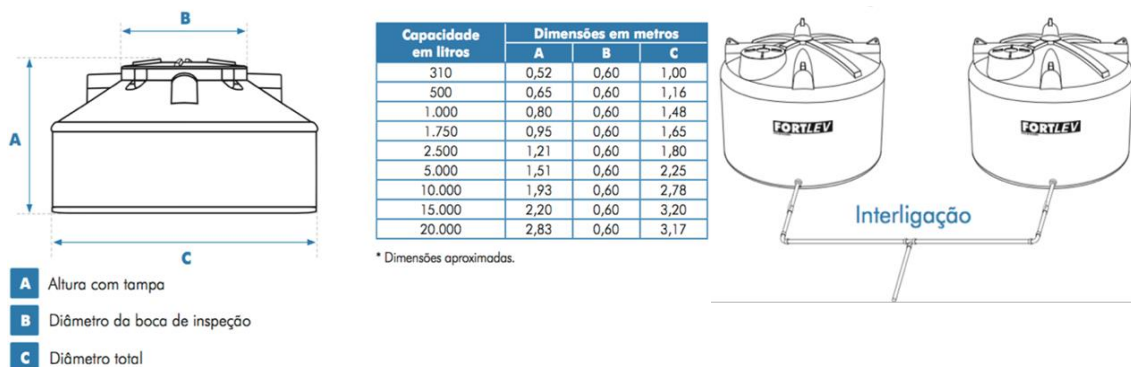 B
A
C
A Altura com tampa
B Diâmetro da boca de inspeção
C Diâmetro total
Capacidade em litros Dimensões em metros
A B C
310 0,52 0,60 1,00
500 0,65 0,60 1,16
1.000 0,80 0,60 1,48
1.750 0,95 0,60 1,65
2.500 1,21 0,60 1,80
5.000 1,51 0,60 2,25
10.000 1,93 0,60 2,78
15.000 2,20 0,60 3,20
20.000 2,83 0,60 3,17
* Dimensões aproximadas.
FORTLEV
FORTLEV
Interligação